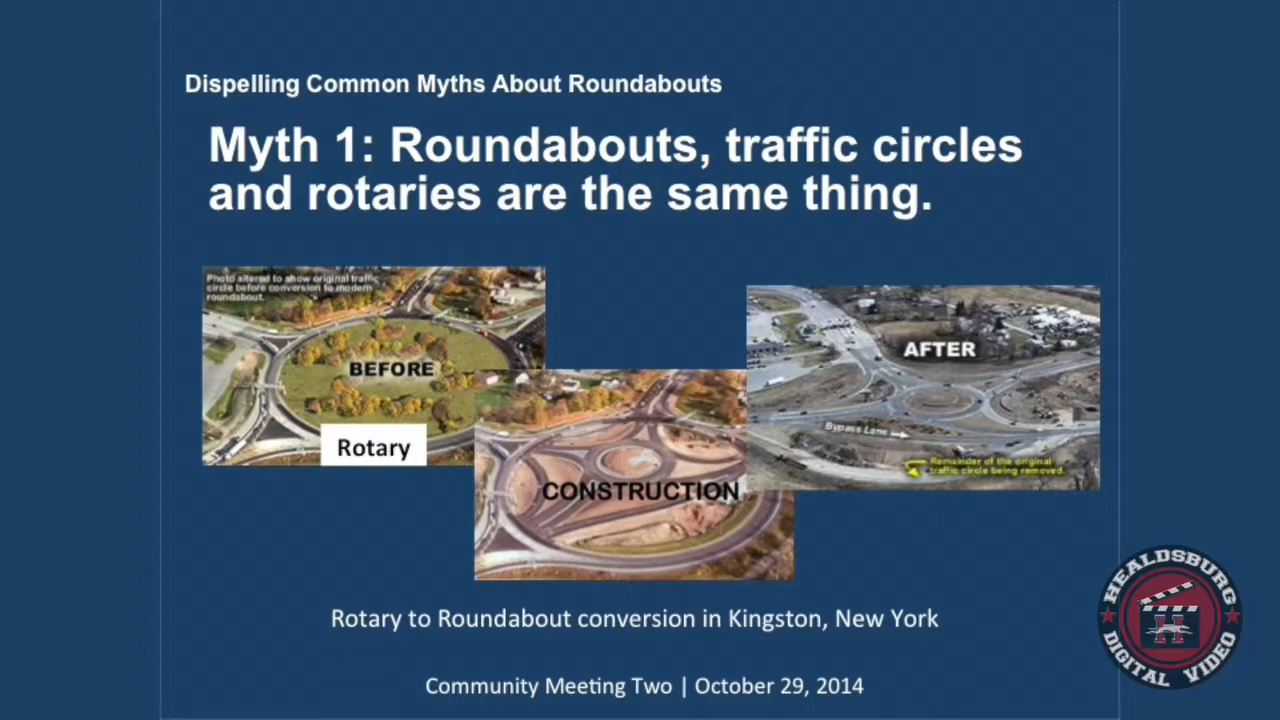 Dispelling Common Myths About Roundabouts
Myth 1: Roundabouts, traffic circles
and rotaries are the same thing.
Photo altered to show original traffic
circle before conversion to modern
roundabout.
BEFORE
Rotary
CONSTRUCTION
AFTER
Bypass Lane
Remainder of the original
traffic circle being removed.
Rotary to Roundabout conversion in Kingston, New York
Community Meeting Two | October 29, 2014
HEALDSBURG
H
DIGITAL VIDEO